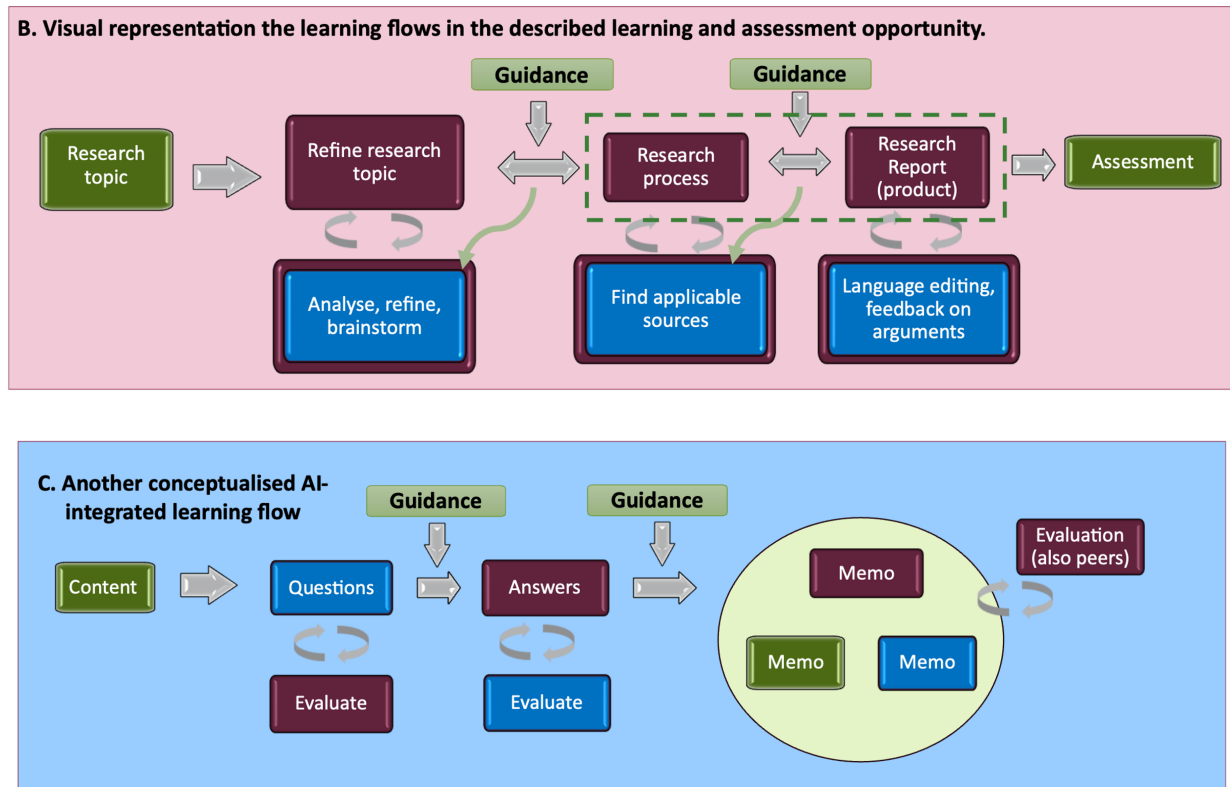 B. Visual representation the learning flows in the described learning and assessment opportunity.
Guidance
Guidance
Research
topic
Refine research
topic
Research
process
Research
Report
(product)
Assessment
Analyse, refine,
brainstorm
Find applicable
sources
Language editing,
feedback on
arguments
C. Another conceptualised AI-
integrated learning flow
Guidance
Guidance
Content
Questions
Answers
Evaluate
Evaluate
Memo
Memo
Memo
Evaluation
(also peers)